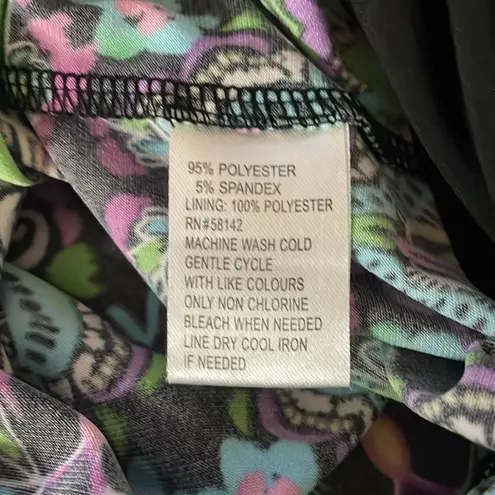 95% POLYESTER
5% SPANDEX
LINING: 100% POLYESTER
RN#58142
MACHINE WASH COLD
GENTLE CYCLE
WITH LIKE COLOURS
ONLY NON CHLORINE
BLEACH WHEN NEEDED
LINE DRY COOL IRON
IF NEEDED